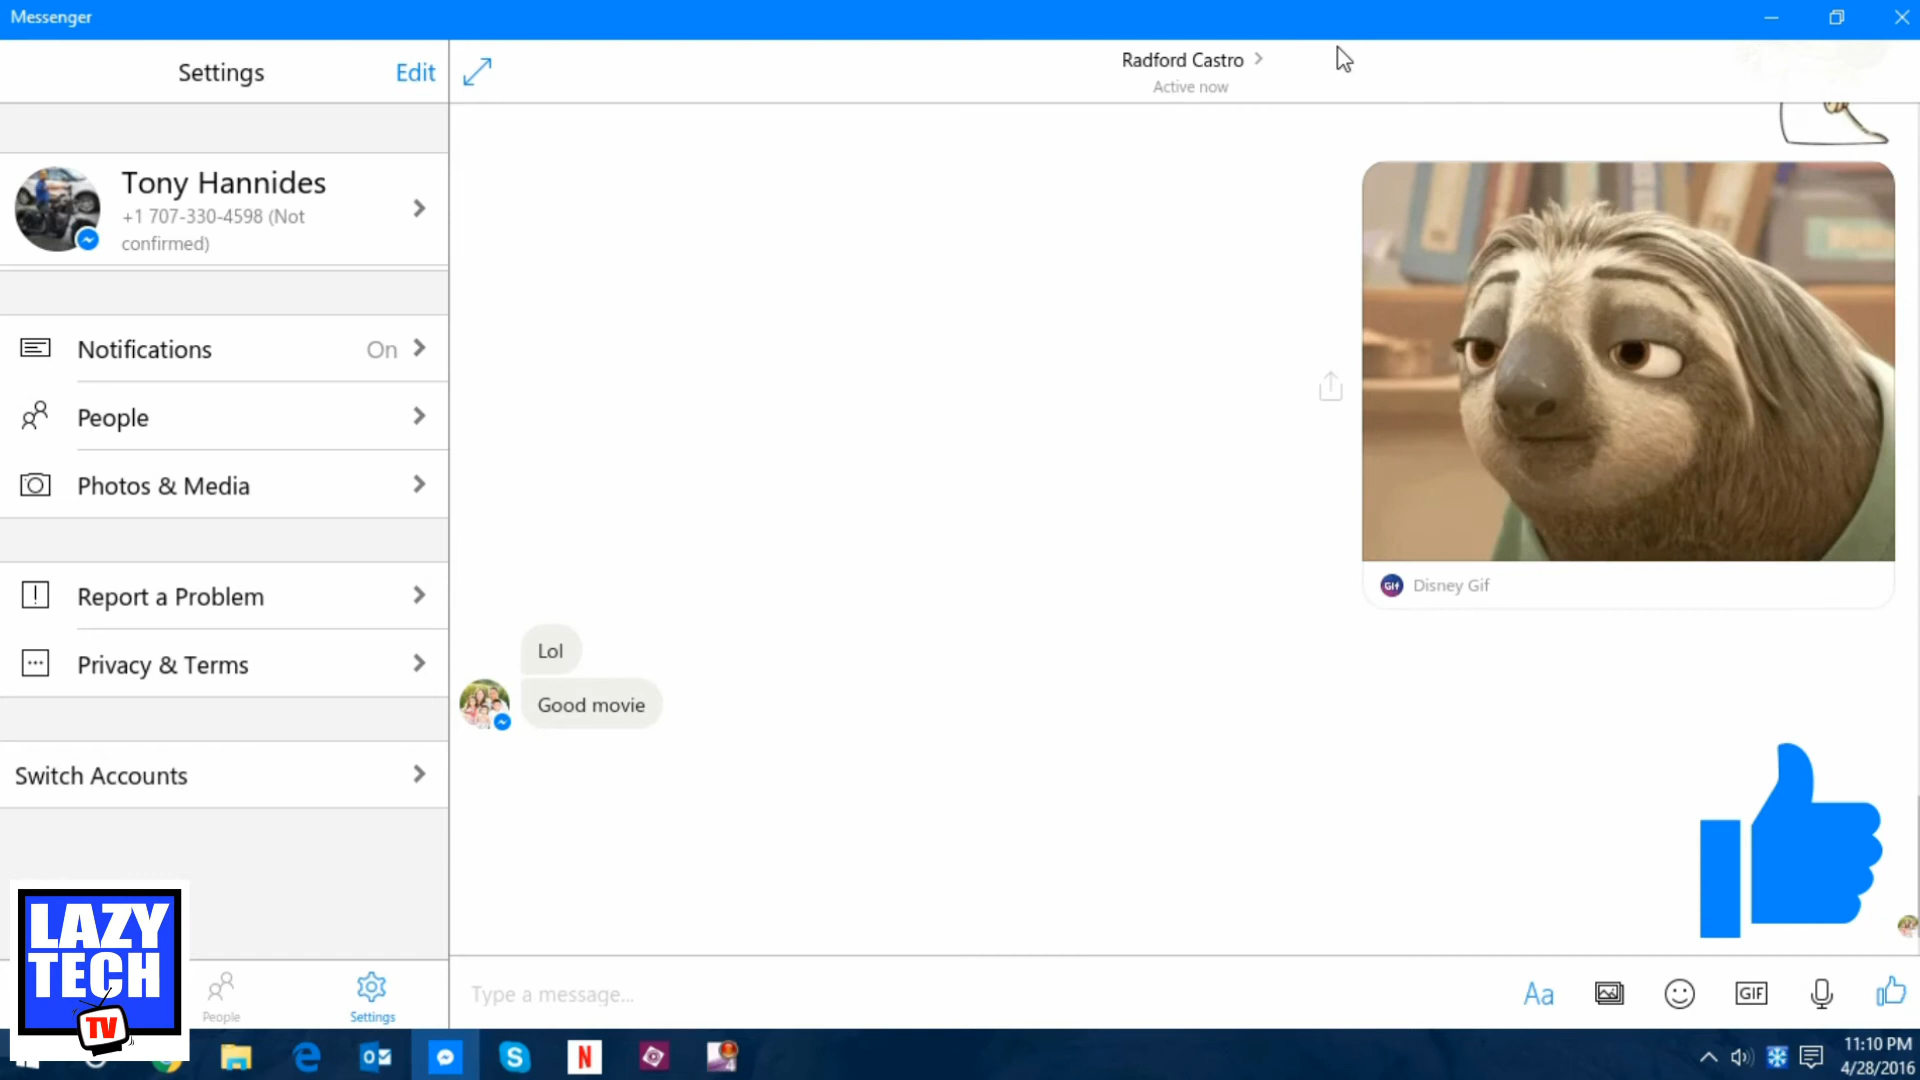 Messenger
Settings
Edit
Radford Castro
Active now
Tony Hannides
+1 707-330-4598 (Not
confirmed)
Notifications
On
People
Photos & Media
Report a Problem
Privacy & Terms
Switch Accounts
GIF
Disney Gif
Lol
Good movie
LAZY
TECH
TV
People
Settings
Type a message...
Aa
GIF
11:10 PM
4/28/2016